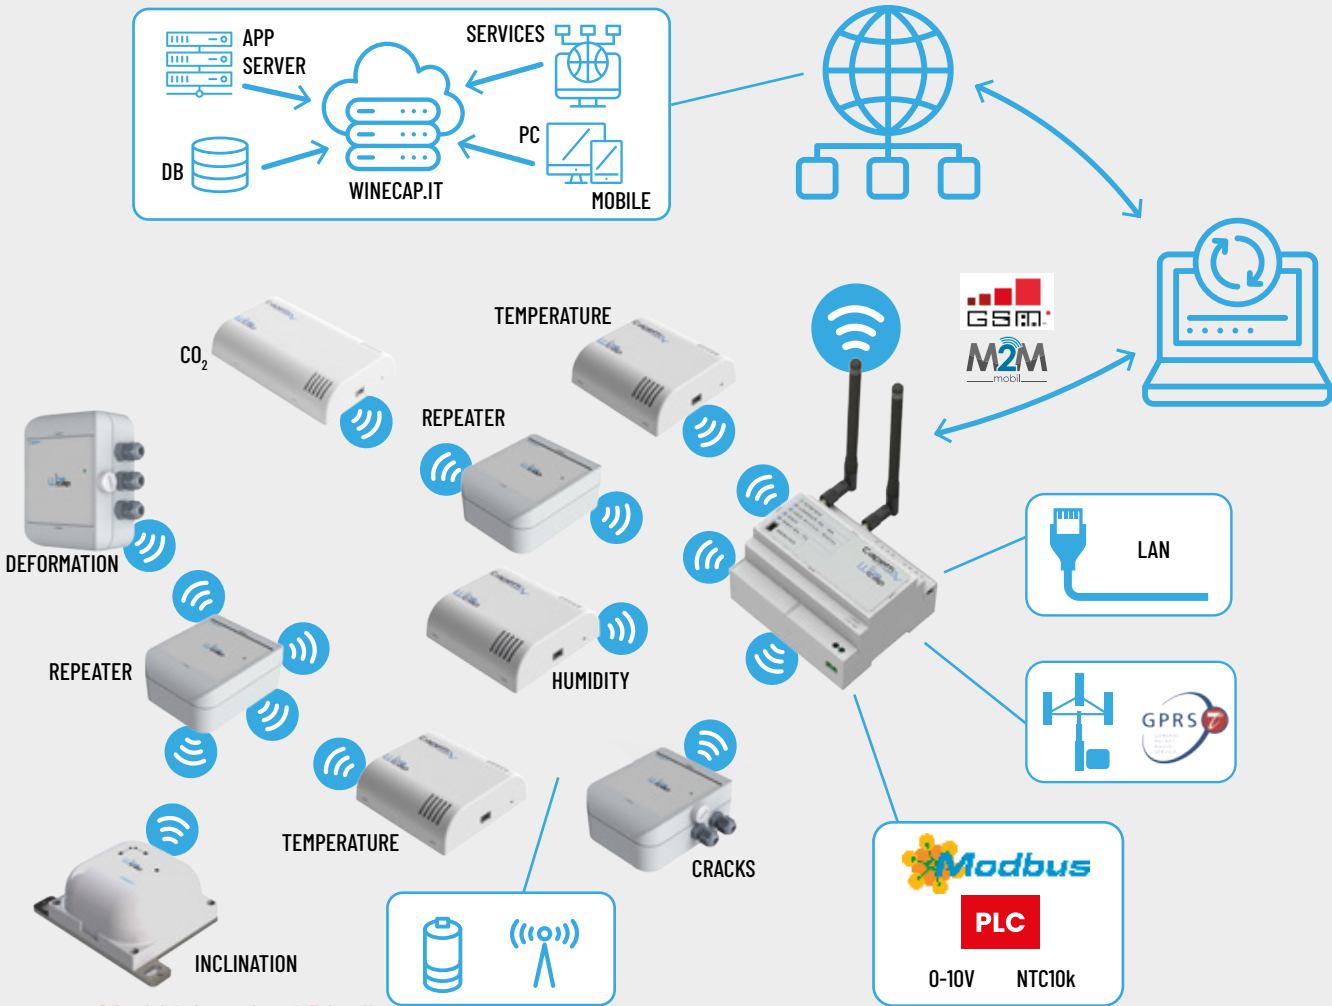 APP
SERVER
SERVICES
DB
PC
WINECAP.IT
MOBILE
TEMPERATURE
CO₂
GSM
M2M
mobil
REPEATER
DEFORMATION
LAN
REPEATER
HUMIDITY
GPRS
TEMPERATURE
CRACKS
Modbus
PLC
INCLINATION
0-10V NTC10k